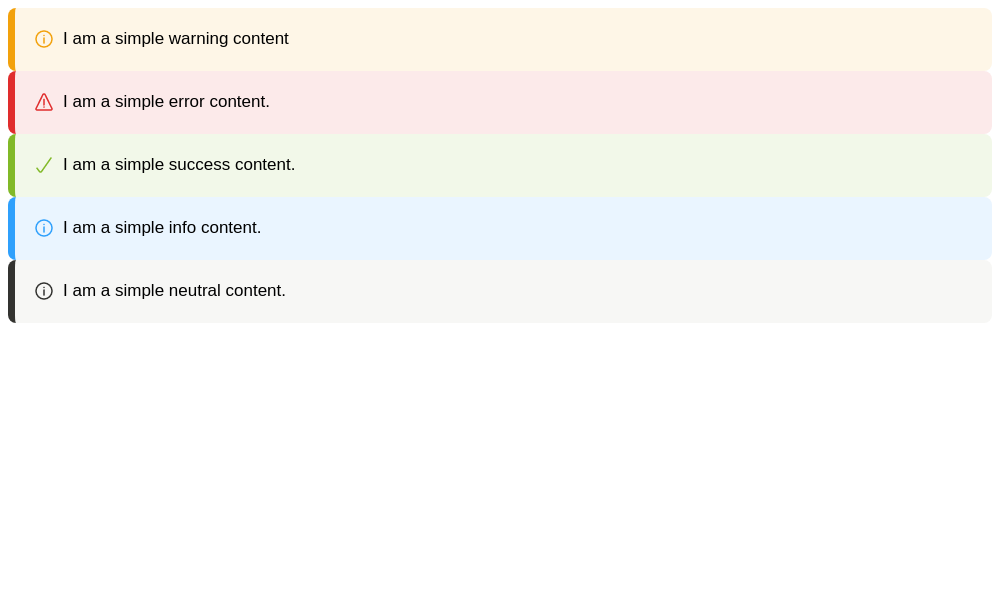 I am a simple warning content
I am a simple error content.
I am a simple success content.
I am a simple info content.
I am a simple neutral content.